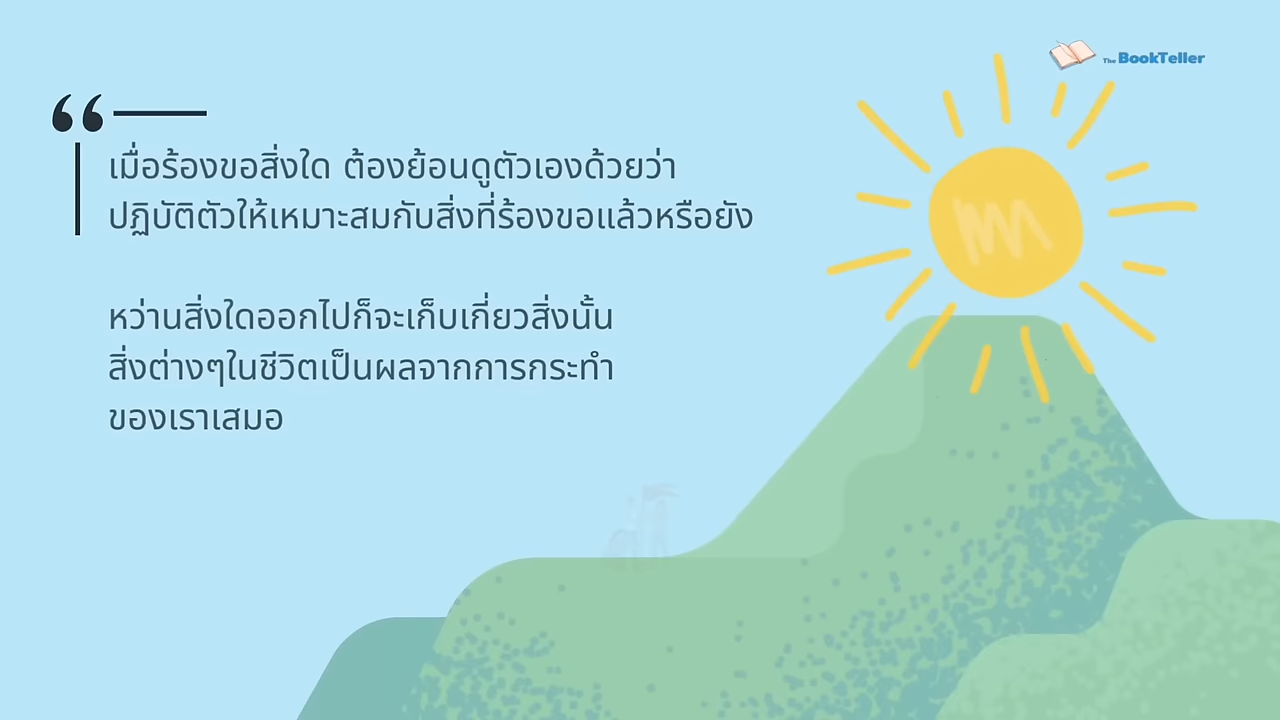 The BookTeller
“
เมื่อร้องขอสิ่งใด ต้องย้อนดูตัวเองด้วยว่า
ปฏิบัติตัวให้เหมาะสมกับสิ่งที่ร้องขอแล้วหรือยัง
หว่านสิ่งใดออกไปก็จะเก็บเกี่ยวสิ่งนั้น
สิ่งต่างๆในชีวิตเป็นผลจากการกระทำ
ของเราเสมอ